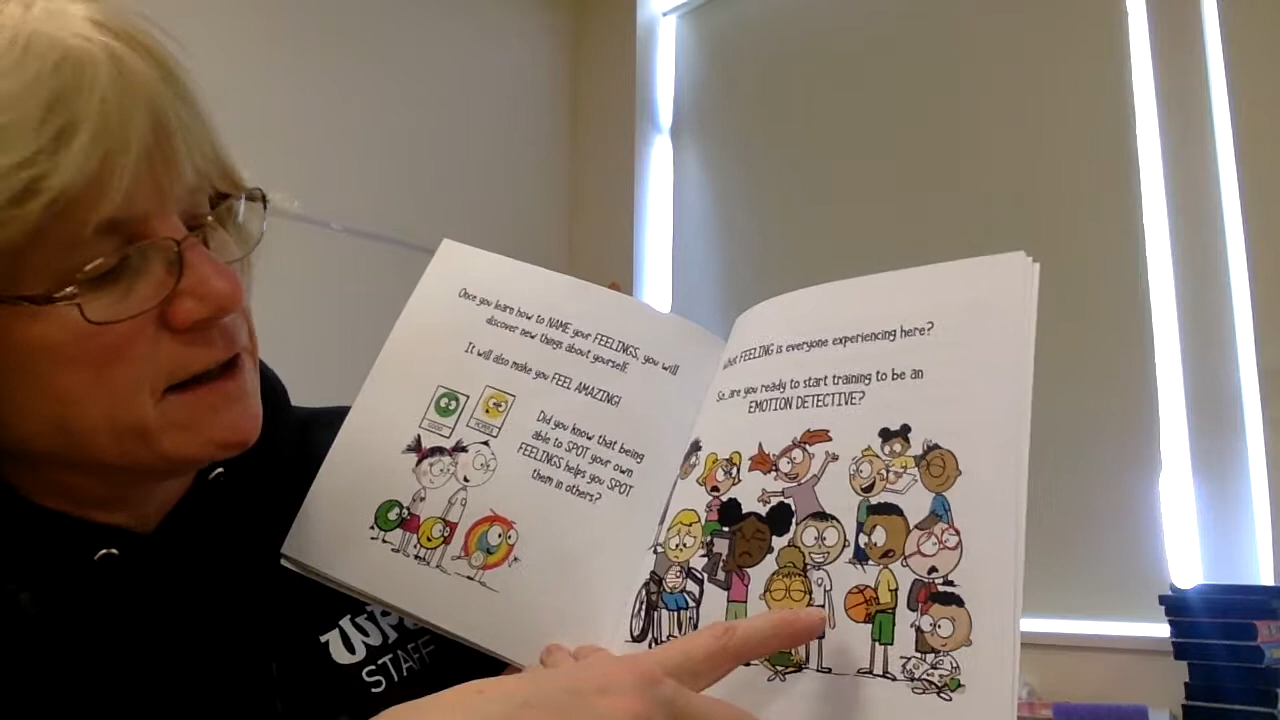 Once you learn how to NAME your FEELINGS, you will
discover new things about yourself.
It will also make you FEEL AMAZING!
GOOD
HOPEFUL
Did you know that being
able to SPOT your own
FEELINGS helps you SPOT
them in others?
What FEELING is everyone experiencing here?
So...are you ready to start training to be an
EMOTION DETECTIVE?
STAFF